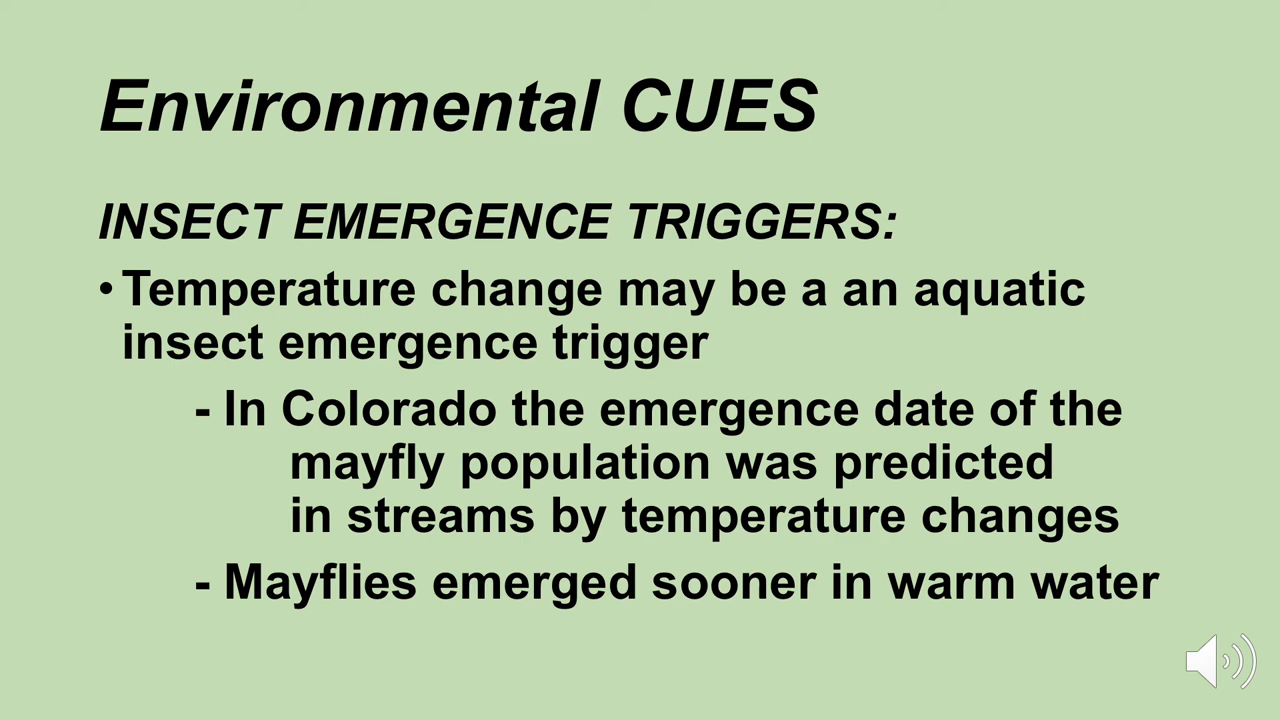 Environmental CUES
INSECT EMERGENCE TRIGGERS:
• Temperature change may be a an aquatic
insect emergence trigger
- In Colorado the emergence date of the
mayfly population was predicted
in streams by temperature changes
- Mayflies emerged sooner in warm water